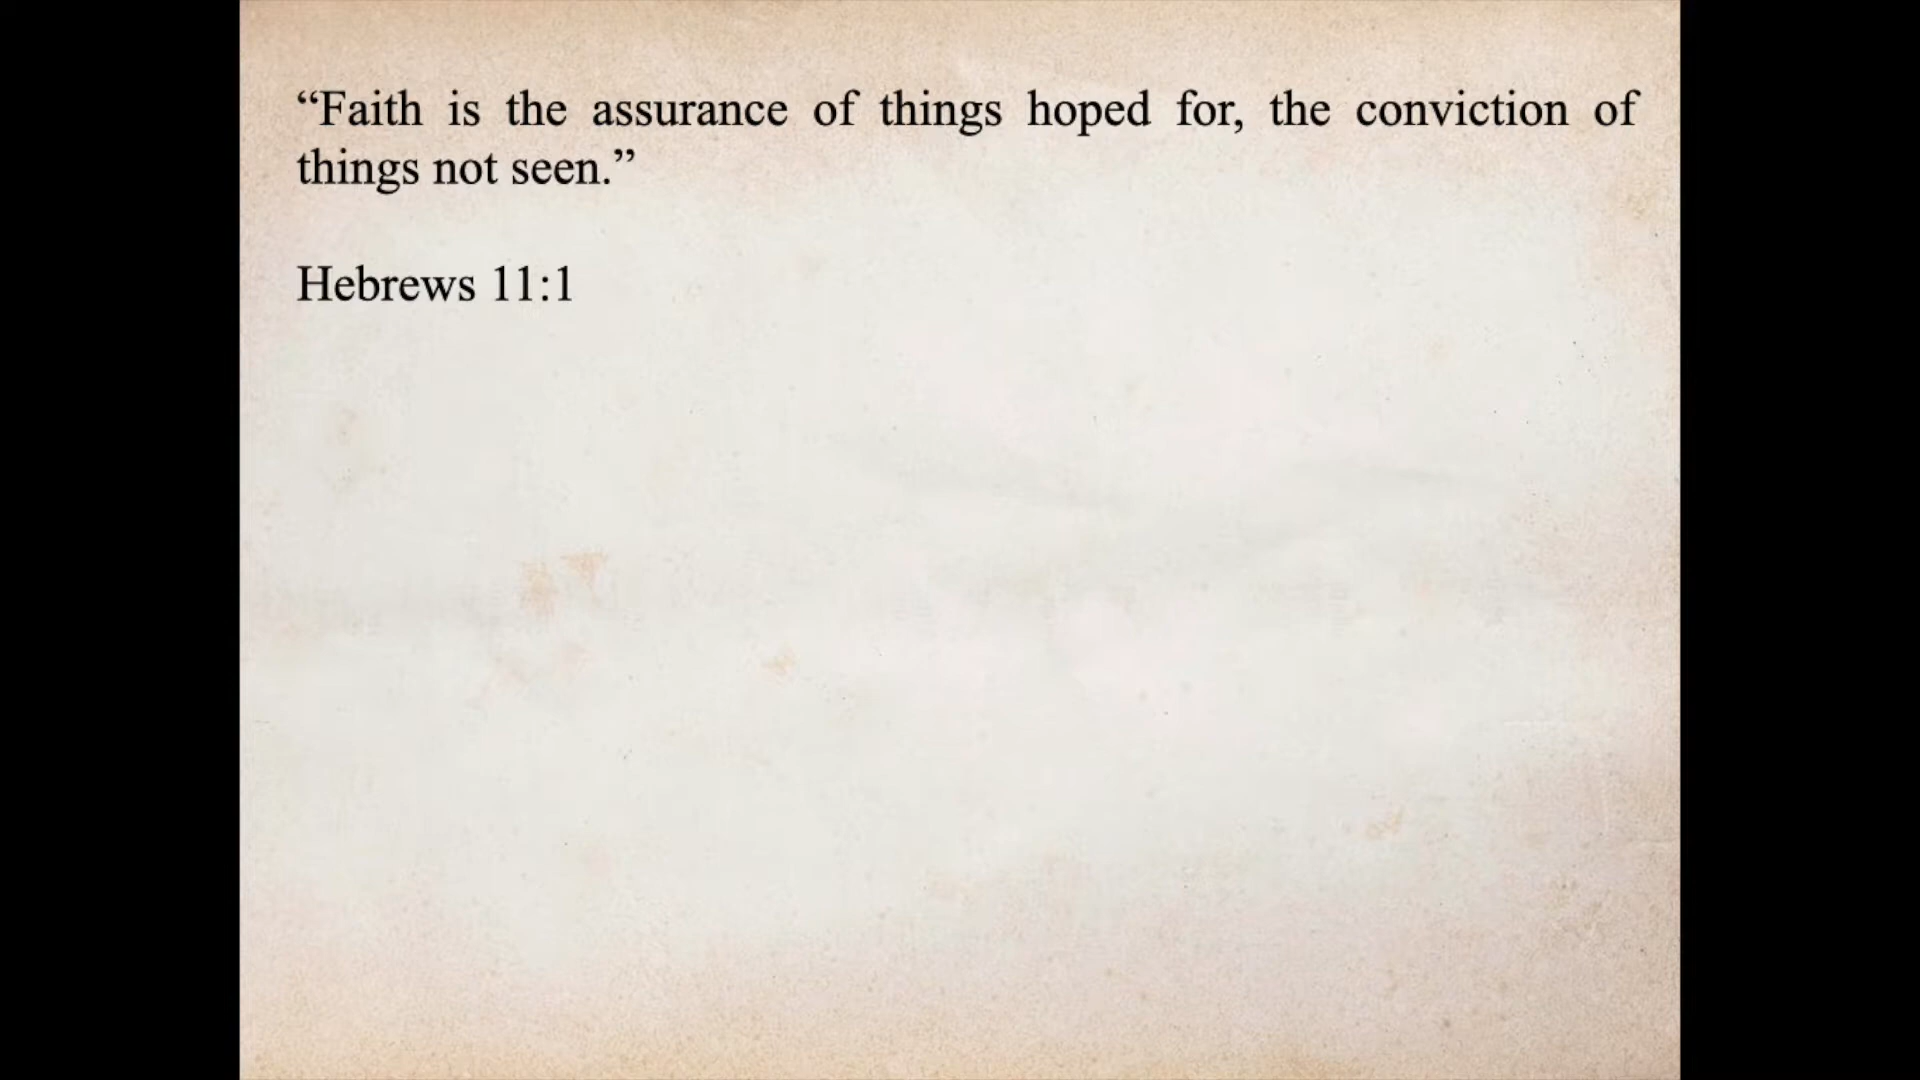 “Faith is the assurance of things hoped for, the conviction of
things not seen.”
Hebrews 11:1